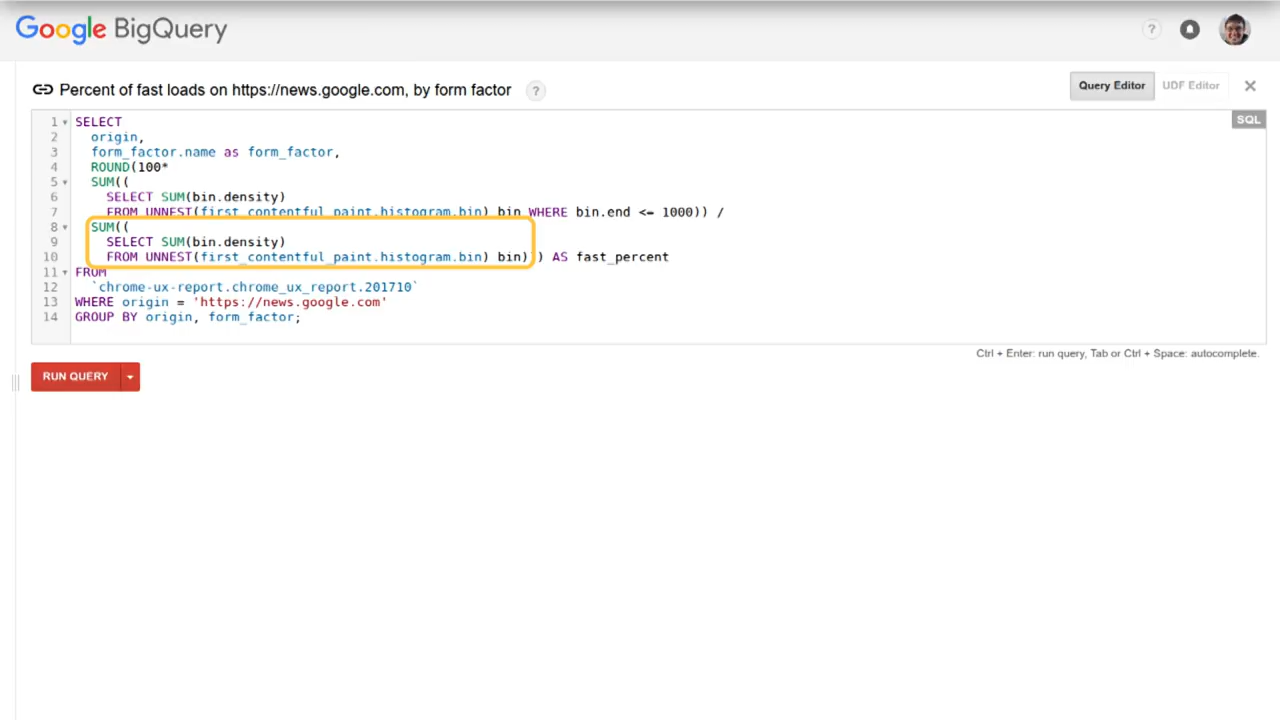 Google BigQuery
?
Percent of fast loads on https://news.google.com, by form factor ?
Query Editor
UDF Editor
SQL
1 SELECT
2 origin,
3 form_factor.name as form_factor,
4 ROUND(100*
5 SUM((
6 SELECT SUM(bin.density)
7 FROM UNNEST(first_contentful_paint.histogram.bin) bin WHERE bin.end <= 1000)) /
8 SUM((
9 SELECT SUM(bin.density)
10 FROM UNNEST(first_contentful_paint.histogram.bin) bin)) ) AS fast_percent
11 FROM
12 `chrome-ux-report.chrome_ux_report.201710`
13 WHERE origin = 'https://news.google.com'
14 GROUP BY origin, form_factor;
Ctrl + Enter: run query, Tab or Ctrl + Space: autocomplete.
RUN QUERY